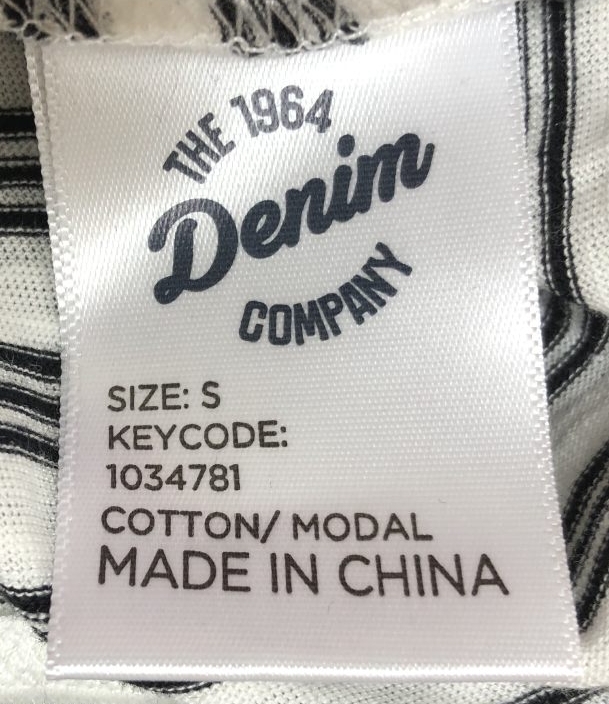 THE 1964
Denim
COMPANY
SIZE: S
KEYCODE:
1034781
COTTON/ MODAL
MADE IN CHINA